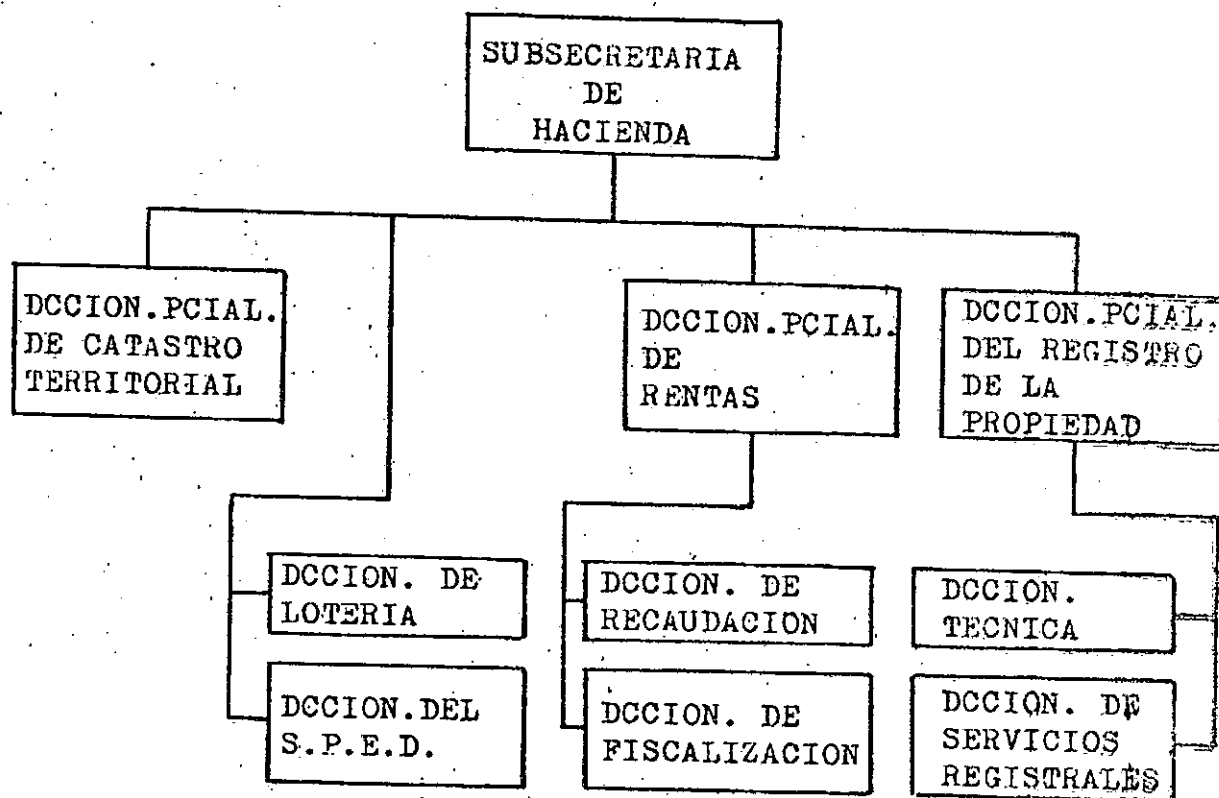 SUBSECRETARIA
DE
HACIENDA
DCCION.PCIAL.
DE CATASTRO
TERRITORIAL
DCCION.PCIAL.
DE
RENTAS
DCCION.PCIAL.
DEL REGISTRO
DE LA
PROPIEDAD
DCCION. DE
LOTERIA
DCCION.DEL
S.P.E.D.
DCCION. DE
RECAUDACION
DCCION. DE
FISCALIZACION
DCCION.
TECNICA
DCCION. DE
SERVICIOS
REGISTRALES